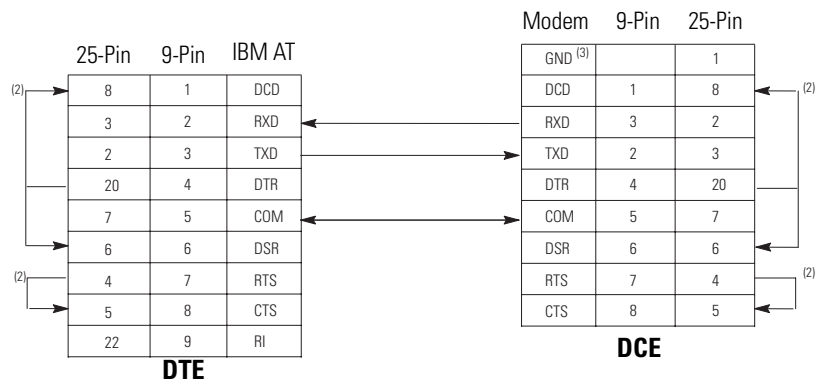 Modem 9-Pin 25-Pin
25-Pin 9-Pin IBM AT
GND (3) 1
(2) 8 1 DCD
DCD 1 8 (2)
3 2 RXD
RXD 3 2
2 3 TXD
TXD 2 3
20 4 DTR
DTR 4 20
7 5 COM
COM 5 7
6 6 DSR
DSR 6 6
(2) 4 7 RTS
RTS 7 4 (2)
5 8 CTS
CTS 8 5
22 9 RI
DCE
DTE